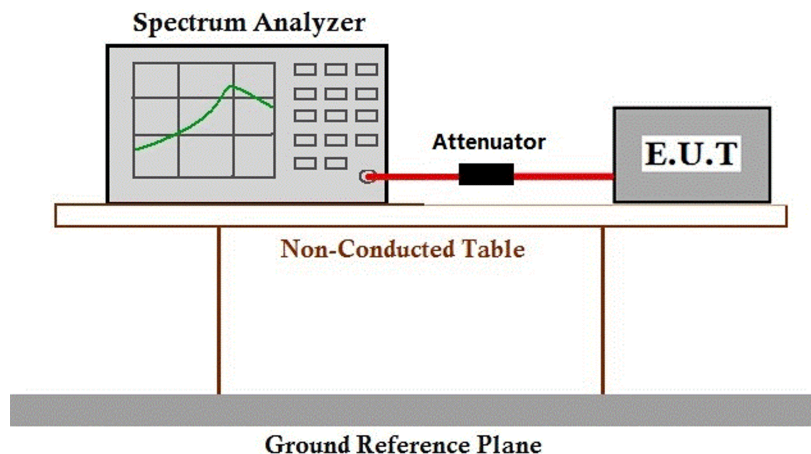 Spectrum Analyzer
Attenuator
E.U.T
Non-Conducted Table
Ground Reference Plane